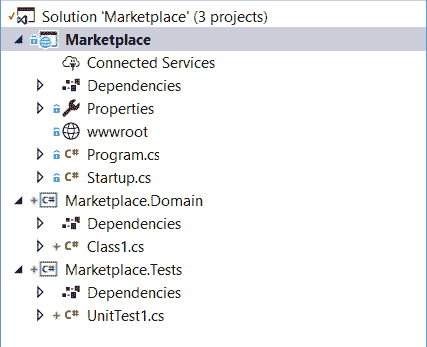 Solution 'Marketplace' (3 projects)
Marketplace
Connected Services
Dependencies
Properties
wwwroot
C# Program.cs
C# Startup.cs
C# Marketplace.Domain
Dependencies
C# Class1.cs
C# Marketplace.Tests
Dependencies
C# UnitTest1.cs